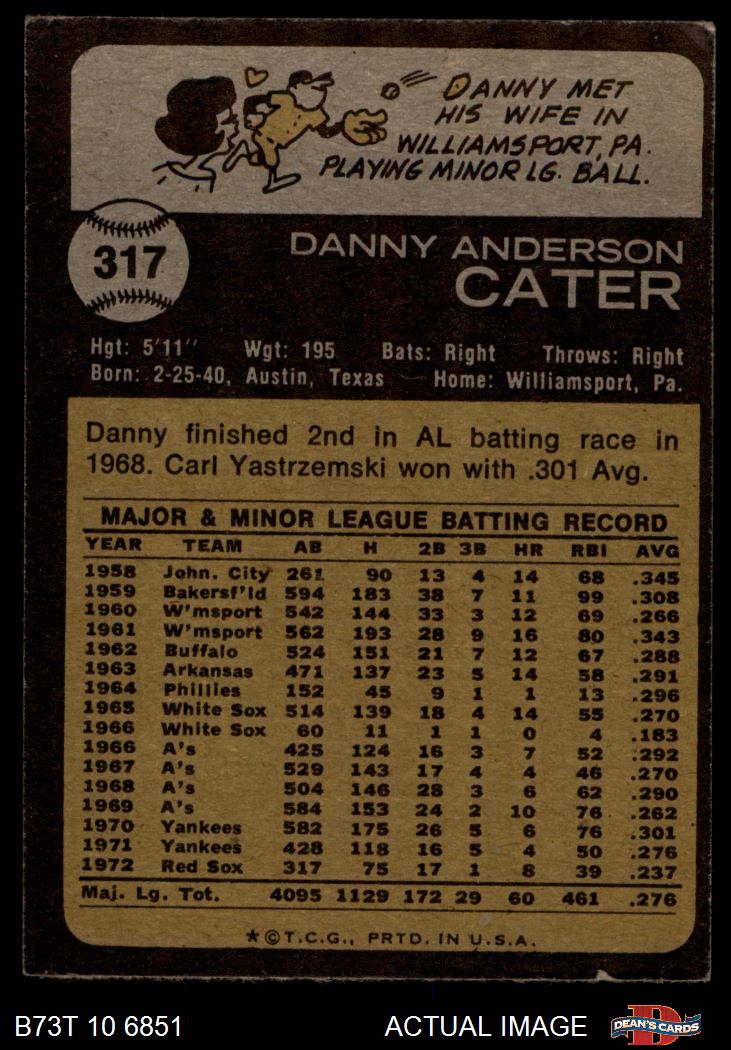 DANNY MET
HIS WIFE IN
WILLIAMSPORT, PA.
PLAYING MINOR LG. BALL.
317
DANNY ANDERSON
CATER
Hgt: 5'11" Wgt: 195 Bats: Right Throws: Right
Born: 2-25-40, Austin, Texas Home: Williamsport, Pa.
Danny finished 2nd in AL batting race in
1968. Carl Yastrzemski won with .301 Avg.
MAJOR & MINOR LEAGUE BATTING RECORD
YEAR TEAM AB H 2B 3B HR RBI AVG
1958 John. City 261 90 13 4 14 68 .345
1959 Bakersf'ld 594 183 38 7 11 99 .308
1960 W'msport 542 144 33 3 12 69 .266
1961 W'msport 562 193 28 9 16 80 .343
1962 Buffalo 524 151 21 7 12 67 .288
1963 Arkansas 471 137 23 5 14 58 .291
1964 Phillies 152 45 9 1 1 13 .296
1965 White Sox 514 139 18 4 14 55 .270
1966 White Sox 60 11 1 1 0 4 .183
1966 A's 425 124 16 3 7 52 .292
1967 A's 529 143 17 4 4 46 .270
1968 A's 504 146 28 3 6 62 .290
1969 A's 584 153 24 2 10 76 .262
1970 Yankees 582 175 26 5 6 76 .301
1971 Yankees 428 118 16 5 4 50 .276
1972 Red Sox 317 75 17 1 8 39 .237
Maj. Lg. Tot. 4095 1129 172 29 60 461 .276
★©T.C.G., PRTD. IN U.S.A.
B73T 10 6851 ACTUAL IMAGE D DEAN'S CARDS